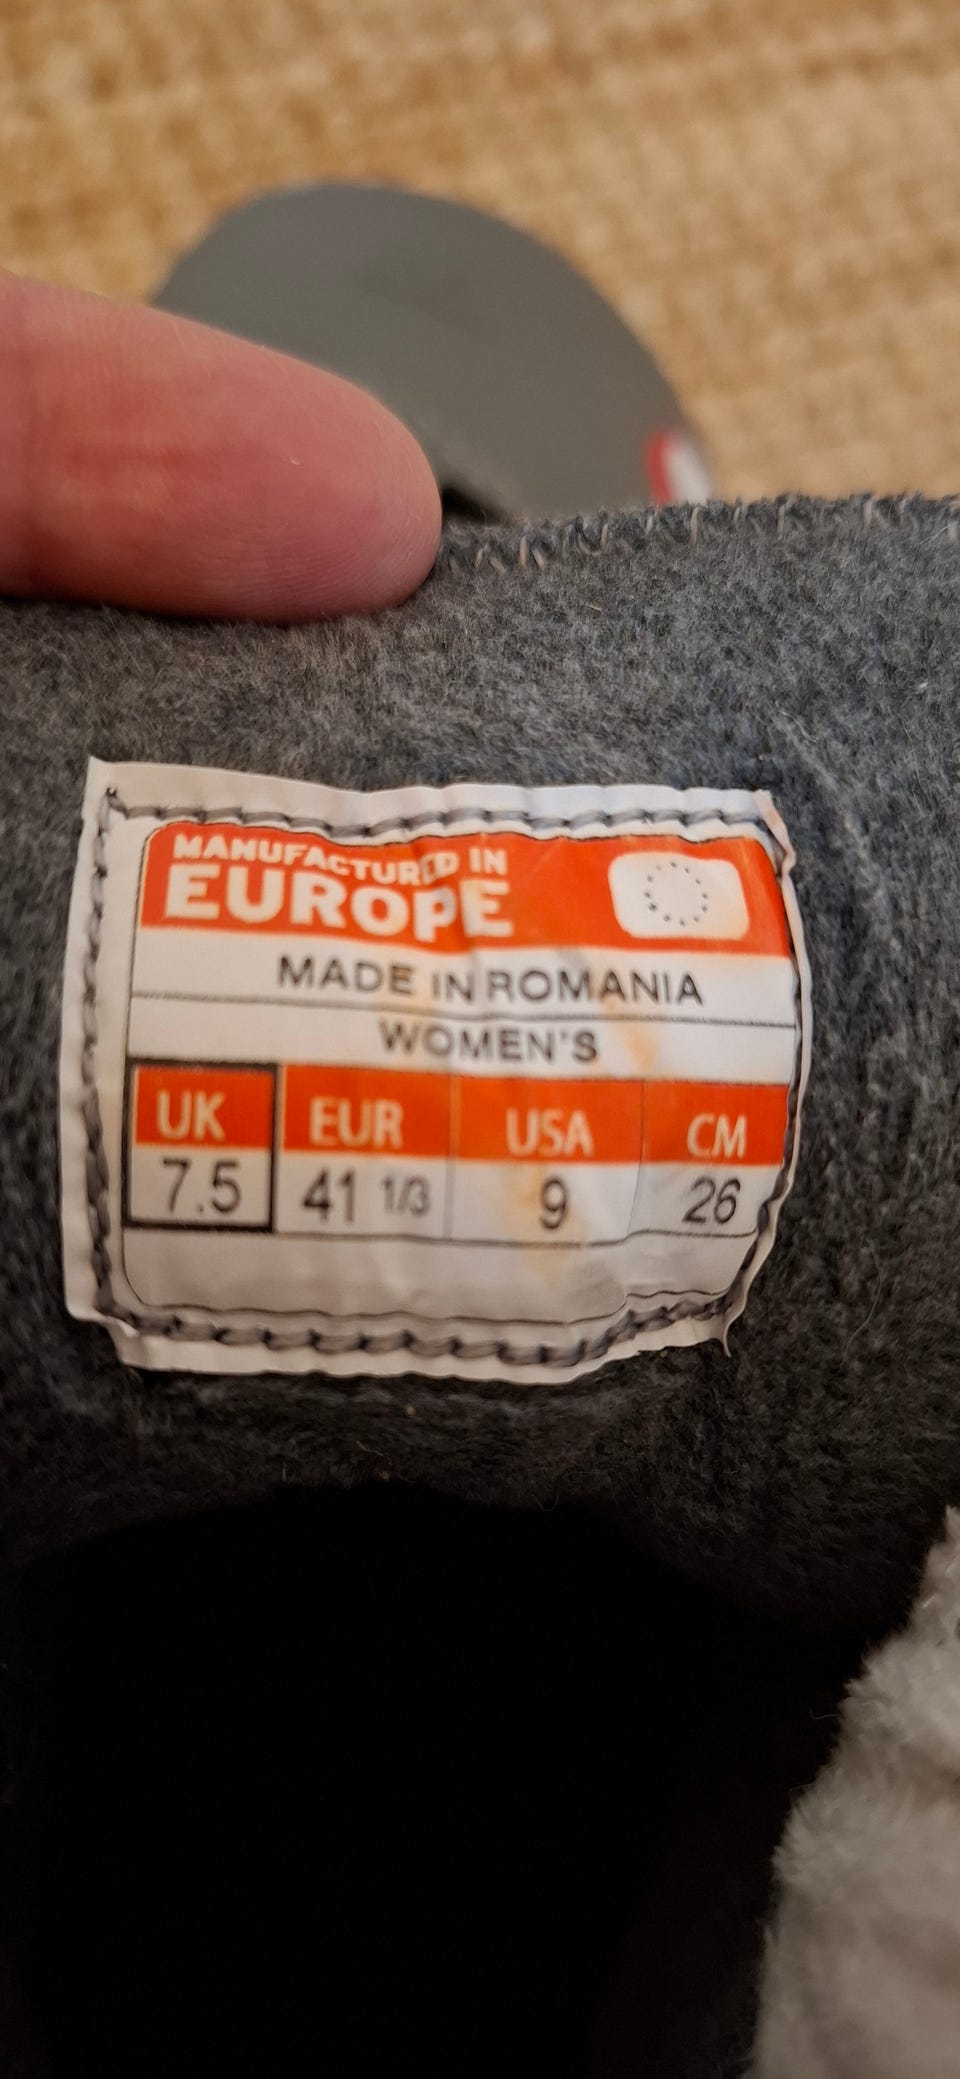 MANUFACTURED IN
EUROPE
MADE IN ROMANIA
WOMEN'S
UK EUR USA CM
7.5 41 1/3 9 26